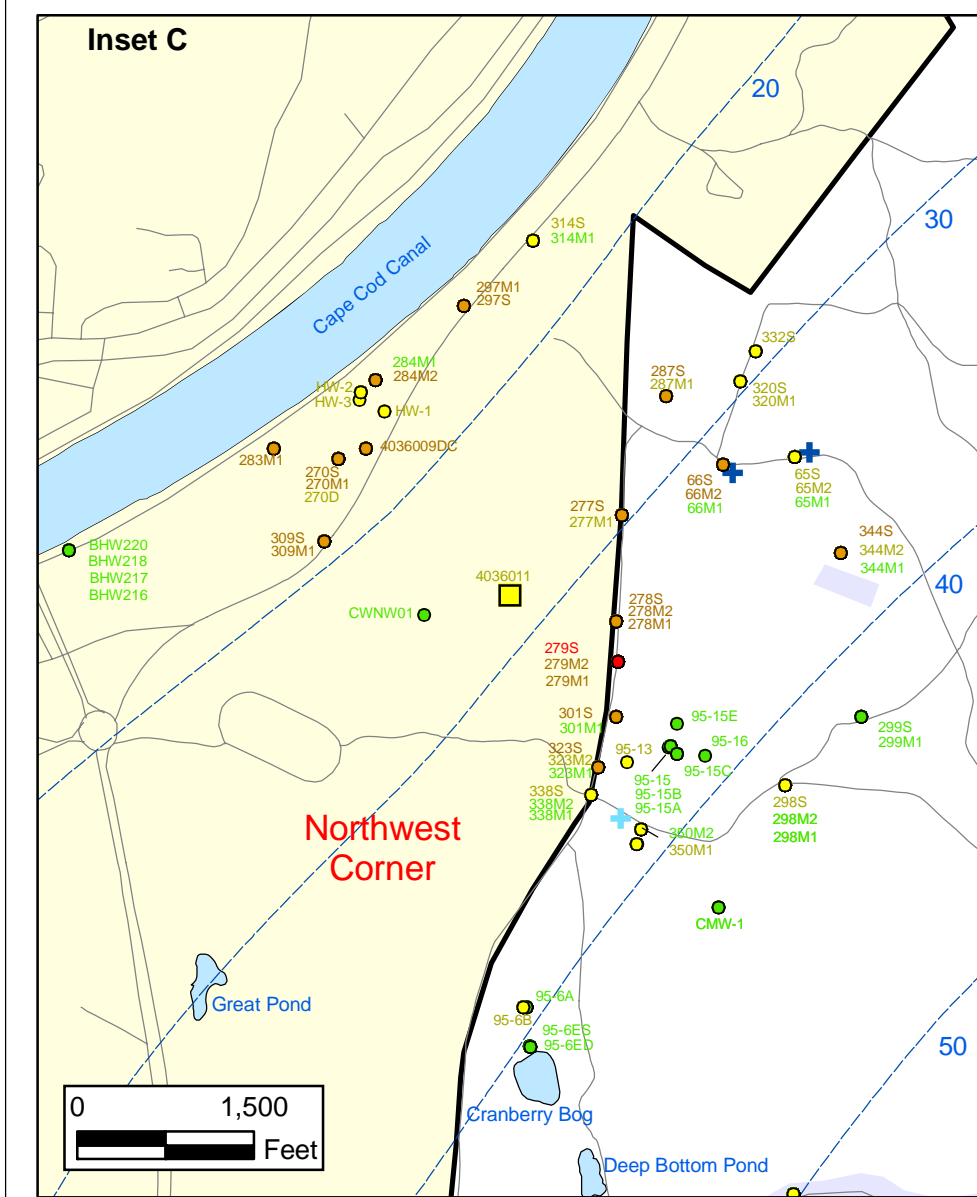 Inset C
20
30
314S
314M1
Cape Cod Canal
297M1
297S
332S
284M1
284M2
287S
287M1
320S
320M1
HW-2
HW-3
HW-1
4036009DC
283M1
270S
270M1
270D
66S
66M2
66M1
65S
65M2
65M1
277S
277M1
309S
309M1
344S
344M2
344M1
BHW220
BHW218
BHW217
BHW216
4036011
40
CWNW01
278S
278M2
278M1
279S
279M2
279M1
301S
301M1
95-15E
299S
299M1
323S
323M2
323M1
95-13
95-16
95-15C
95-15
95-15B
95-15A
338S
338M2
338M1
298S
298M2
298M1
Northwest
Corner
350M2
350M1
CMW-1
Great Pond
95-6A
95-6B
95-6ES
95-6ED
50
0 1,500
Feet
Cranberry Bog
Deep Bottom Pond